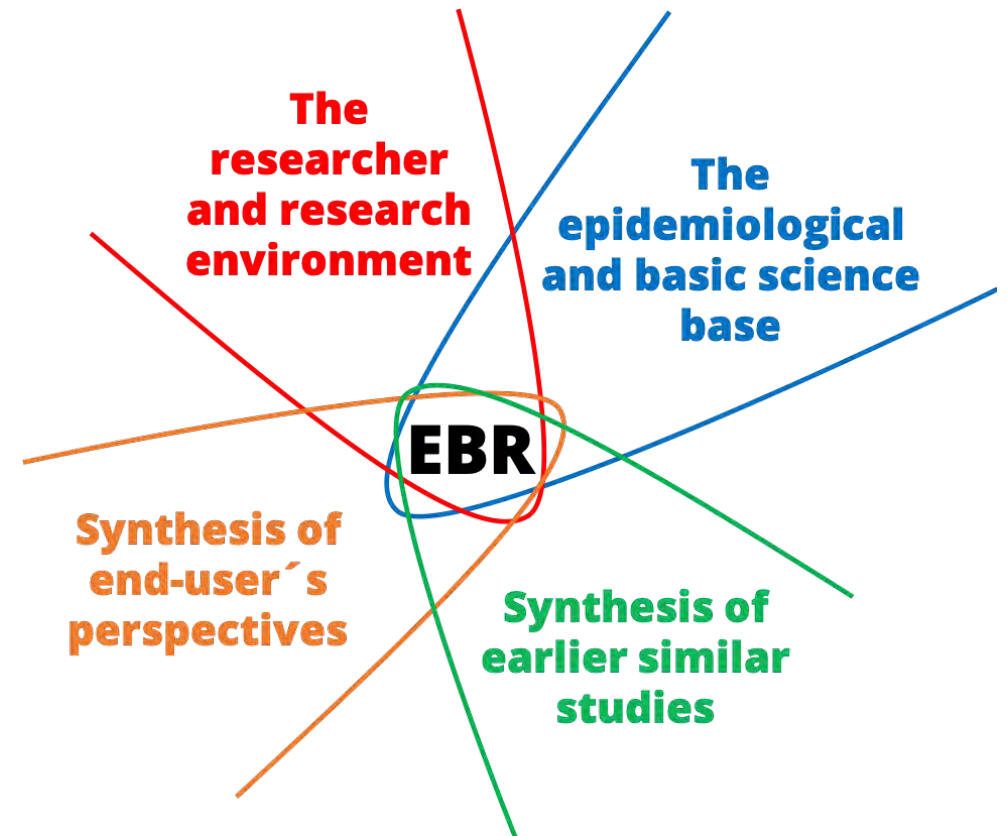 The
researcher
and research
environment
The
epidemiological
and basic science
base
EBR
Synthesis of
end-user´s
perspectives
Synthesis of
earlier similar
studies